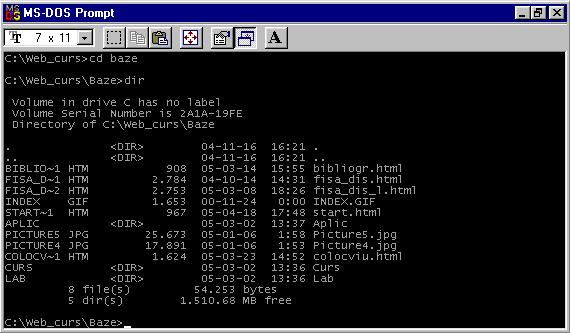 MS-DOS Prompt
7 x 11
A
C:\Web_curs>cd baze
C:\Web_curs\Baze>dir
Volume in drive C has no label
Volume Serial Number is 2A1A-19FE
Directory of C:\Web_curs\Baze
. <DIR> 04-11-16 16:21 .
.. <DIR> 04-11-16 16:21 ..
BIBLIO~1 HTM 908 05-03-14 15:55 bibliogr.html
FISA_D~1 HTM 2.784 04-10-14 14:31 fisa_dis.html
FISA_D~2 HTM 2.753 05-03-08 18:26 fisa_dis_l.html
INDEX GIF 1.653 00-11-24 0:00 INDEX.GIF
START~1 HTM 967 05-04-18 17:48 start.html
APLIC <DIR> 05-03-02 13:37 Aplic
PICTURE5 JPG 25.673 05-01-06 1:58 Picture5.jpg
PICTURE4 JPG 17.891 05-01-06 1:53 Picture4.jpg
COLOCV~1 HTM 1.624 05-03-23 14:52 colocviu.html
CURS <DIR> 05-03-02 13:36 Curs
LAB <DIR> 05-03-02 13:36 Lab
8 file(s) 54.253 bytes
5 dir(s) 1.510.68 MB free
C:\Web_curs\Baze>_